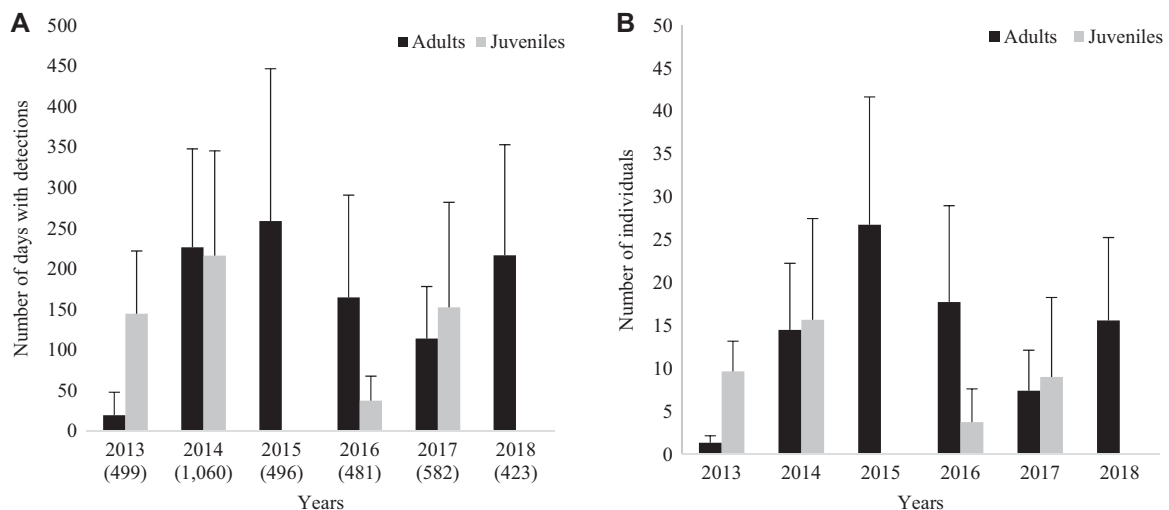 A
Adults Juveniles
Number of days with detections
500
450
400
350
300
250
200
150
100
50
0
2013 2014 2015 2016 2017 2018
(499) (1,060) (496) (481) (582) (423)
Years
B
Adults Juveniles
Number of individuals
50
45
40
35
30
25
20
15
10
5
0
2013 2014 2015 2016 2017 2018
Years